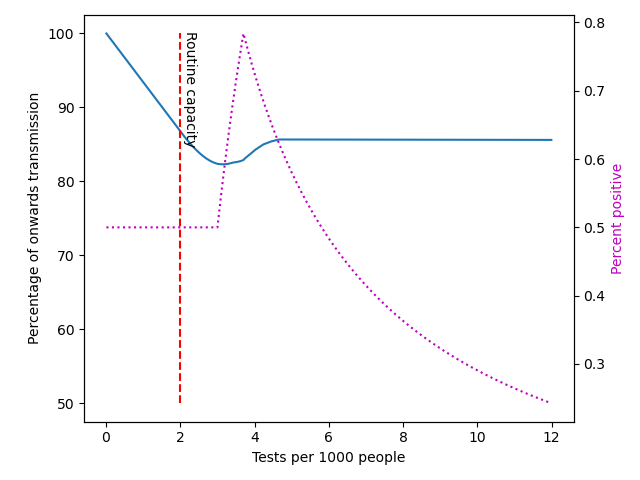 100
90
80
70
60
50
Percentage of onwards transmission
Routine capacity
0.8
0.7
0.6
0.5
0.4
0.3
Percent positive
0 2 4 6 8 10 12
Tests per 1000 people